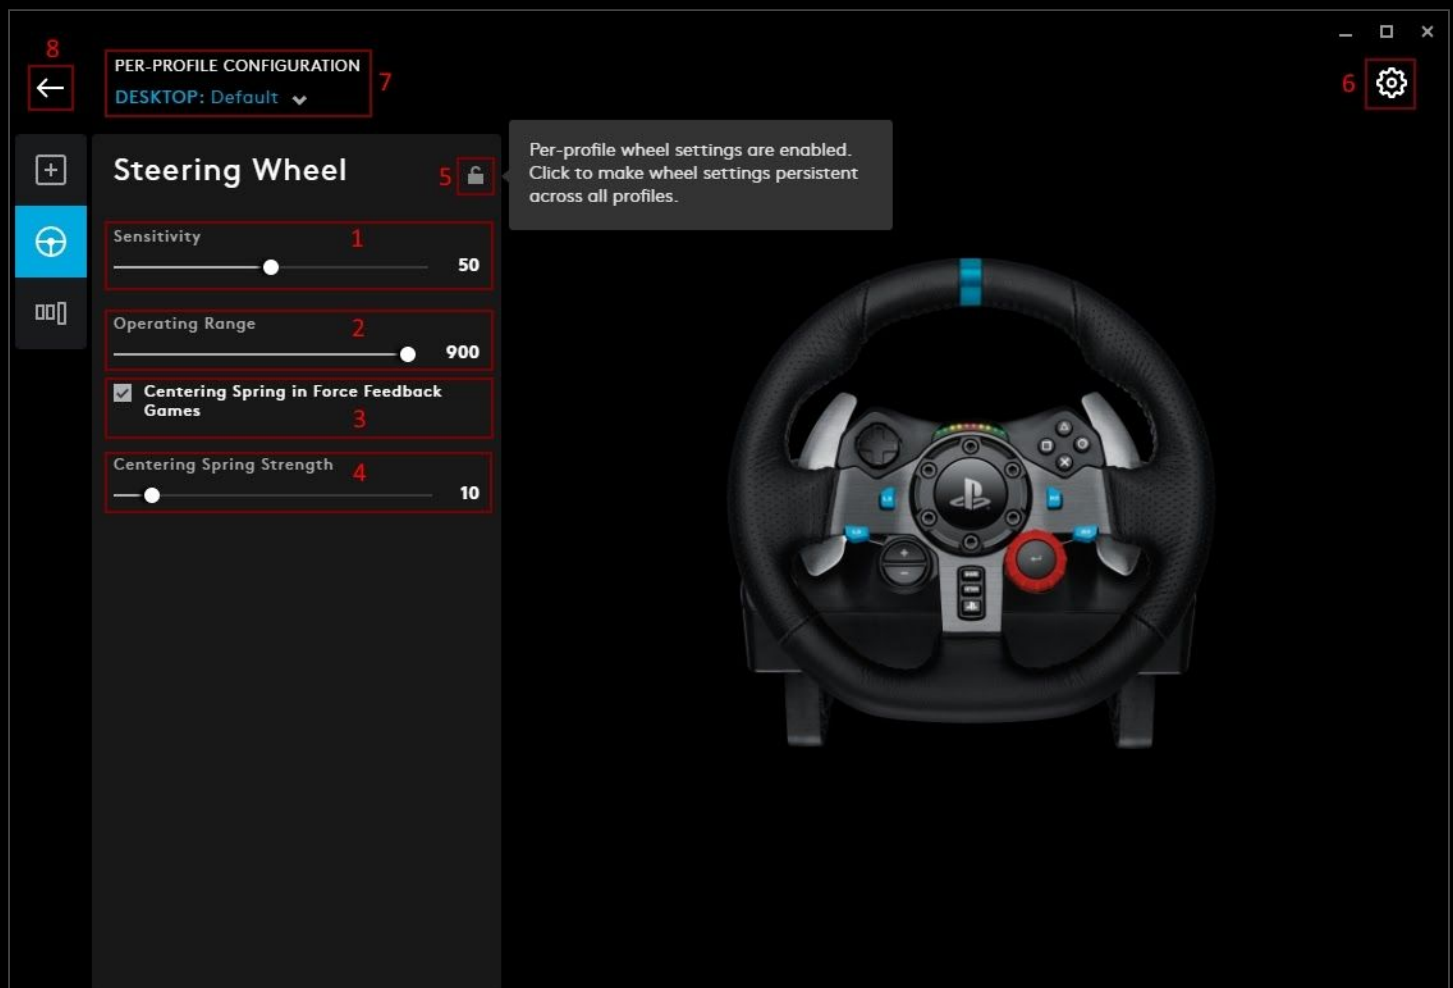 8
PER-PROFILE CONFIGURATION
7
DESKTOP: Default
6
Steering Wheel
5
Per-profile wheel settings are enabled.
Click to make wheel settings persistent
across all profiles.
Sensitivity
1
50
Operating Range
2
900
Centering Spring in Force Feedback
Games
3
Centering Spring Strength
4
10
+
-